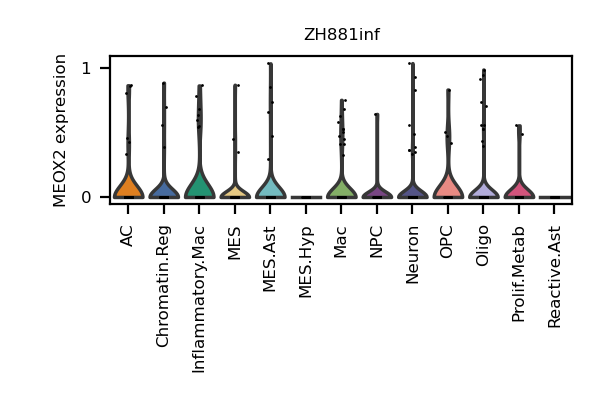 ZH881inf
MEOX2 expression
1
0
AC
Chromatin.Reg
Inflammatory.Mac
MES
MES.Ast
MES.Hyp
Mac
NPC
Neuron
OPC
Oligo
Prolif.Metab
Reactive.Ast